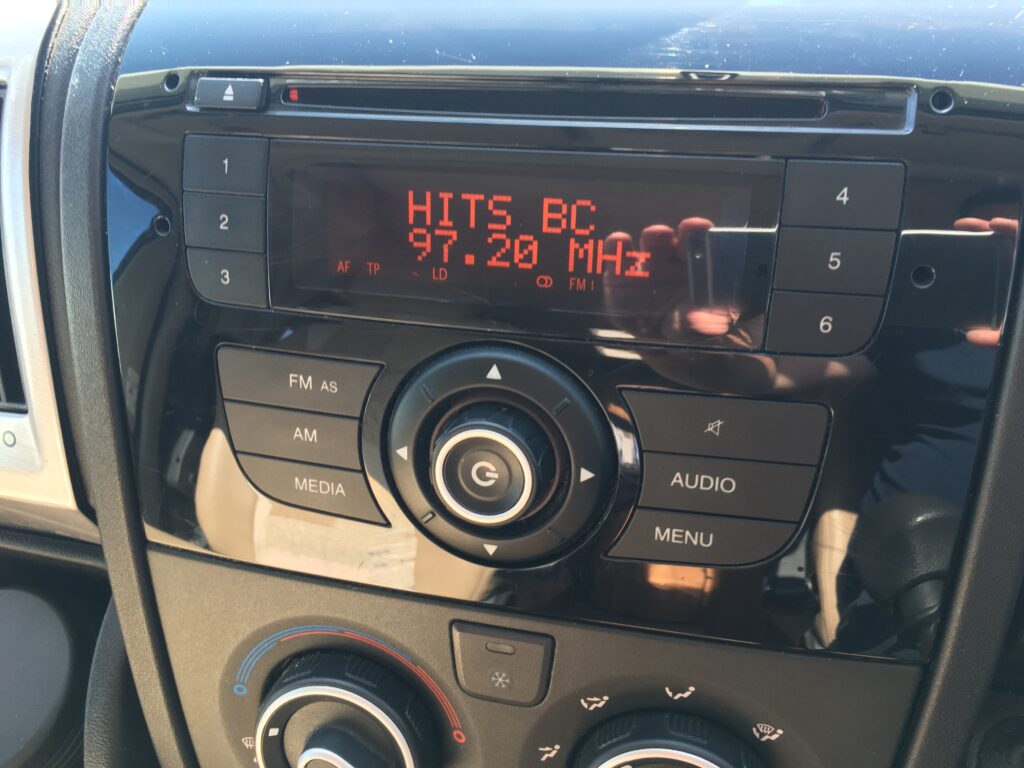 1
2
3
HITS BC
97.20 MHz
AF TP LD FM I
4
5
6
FM AS
AM
MEDIA
AUDIO
MENU